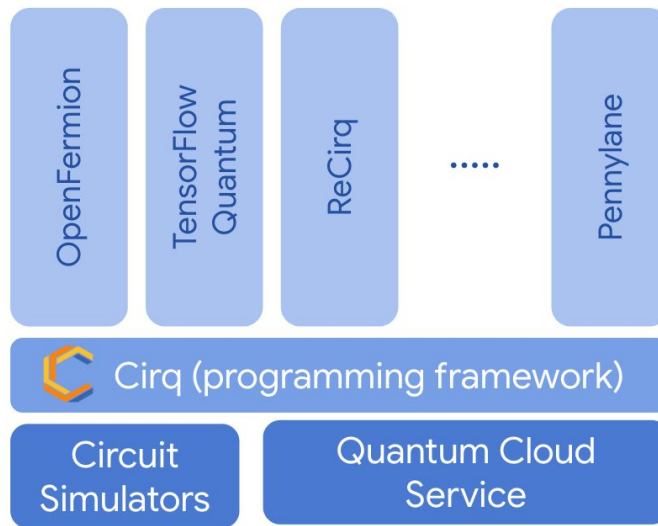 OpenFermion
TensorFlow
Quantum
ReCirq
.....
Pennylane
Cirq (programming framework)
Circuit
Simulators
Quantum Cloud
Service